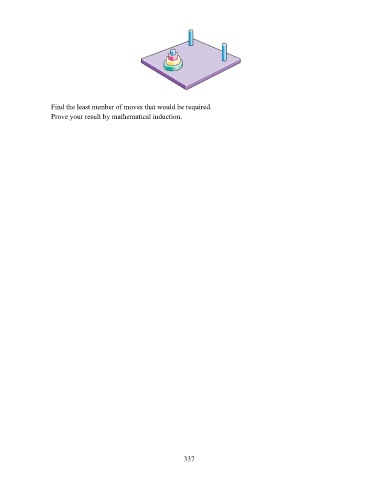 Find the least number of moves that would be required.
Prove your result by mathematical induction.
337